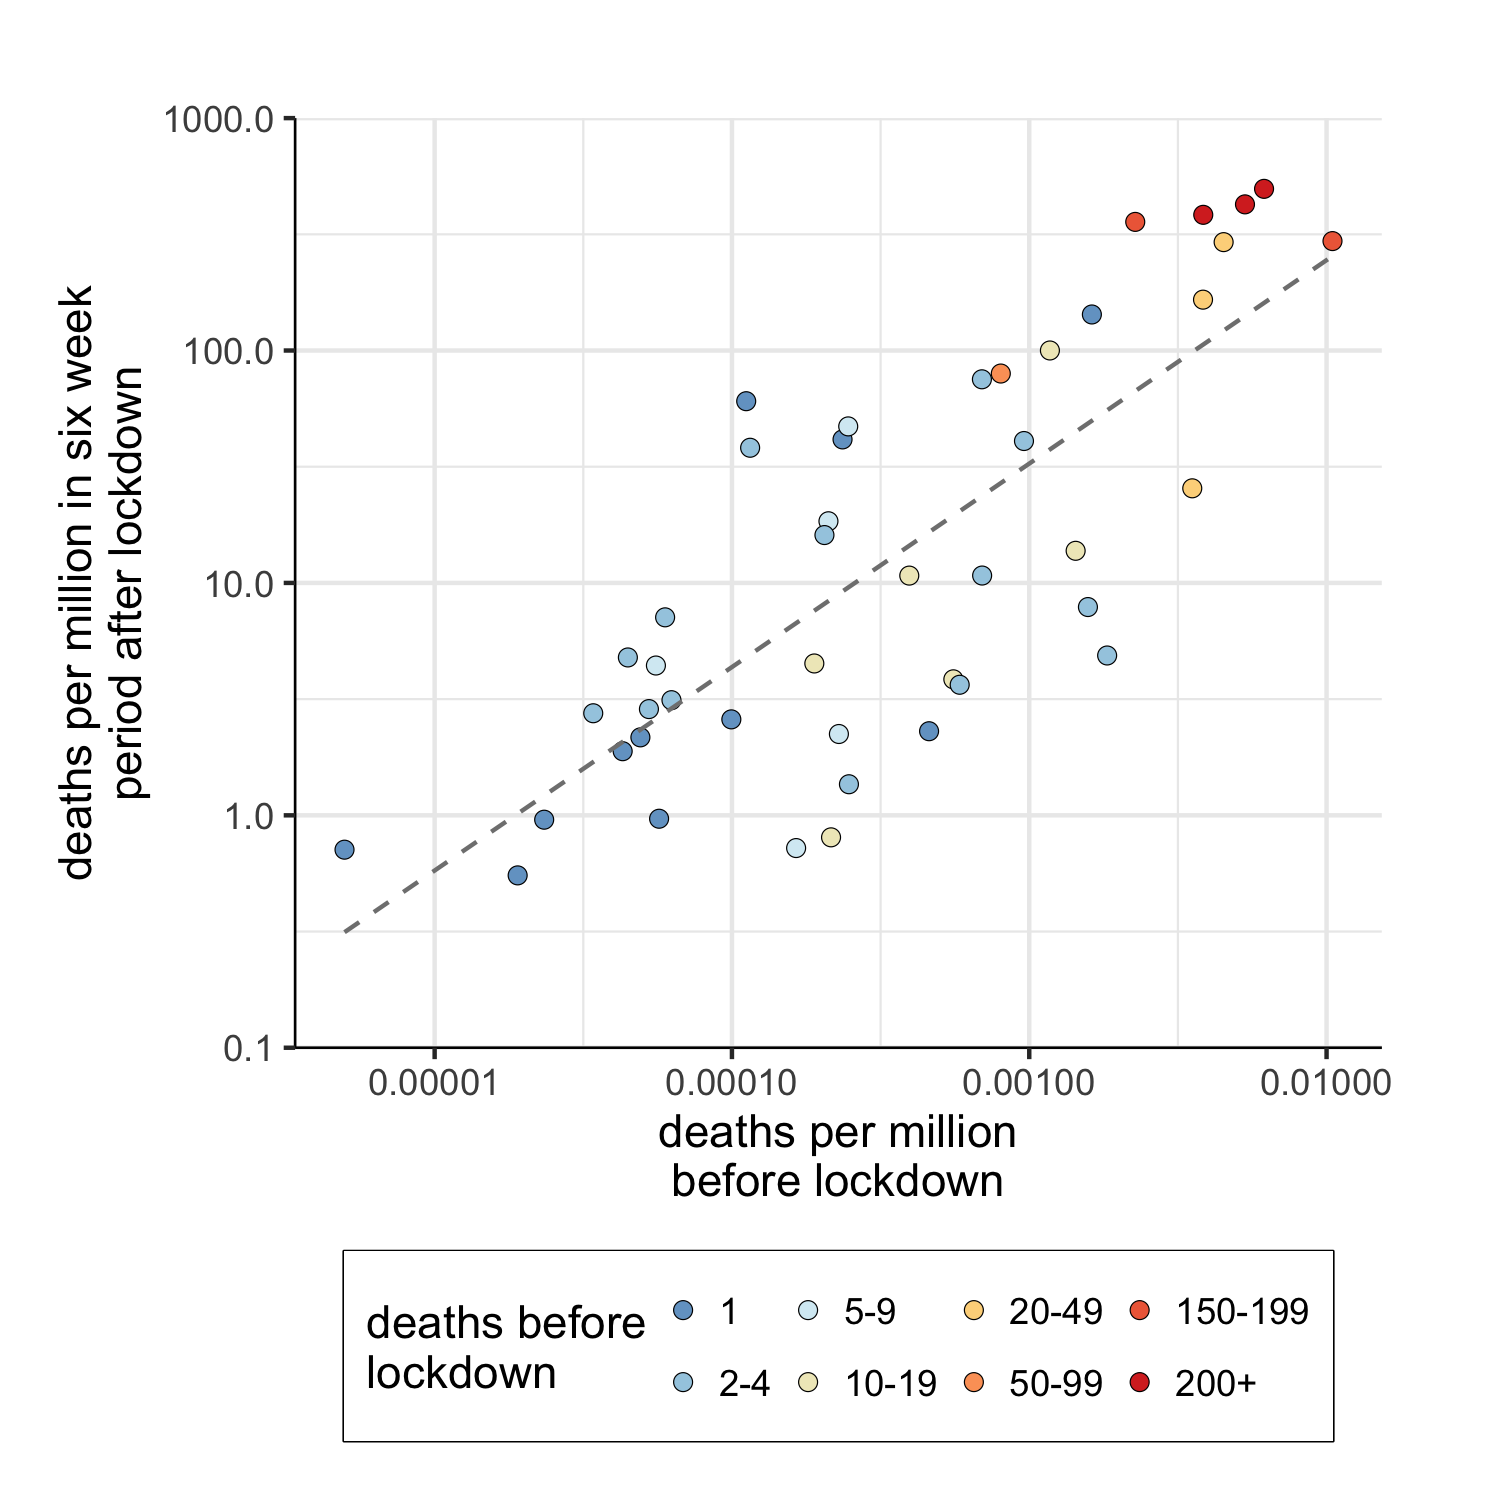 1000.0
100.0
10.0
1.0
0.1
deaths per million in six week
period after lockdown
0.00001 0.00010 0.00100 0.01000
deaths per million
before lockdown
deaths before
lockdown
1 5-9 20-49 150-199
2-4 10-19 50-99 200+